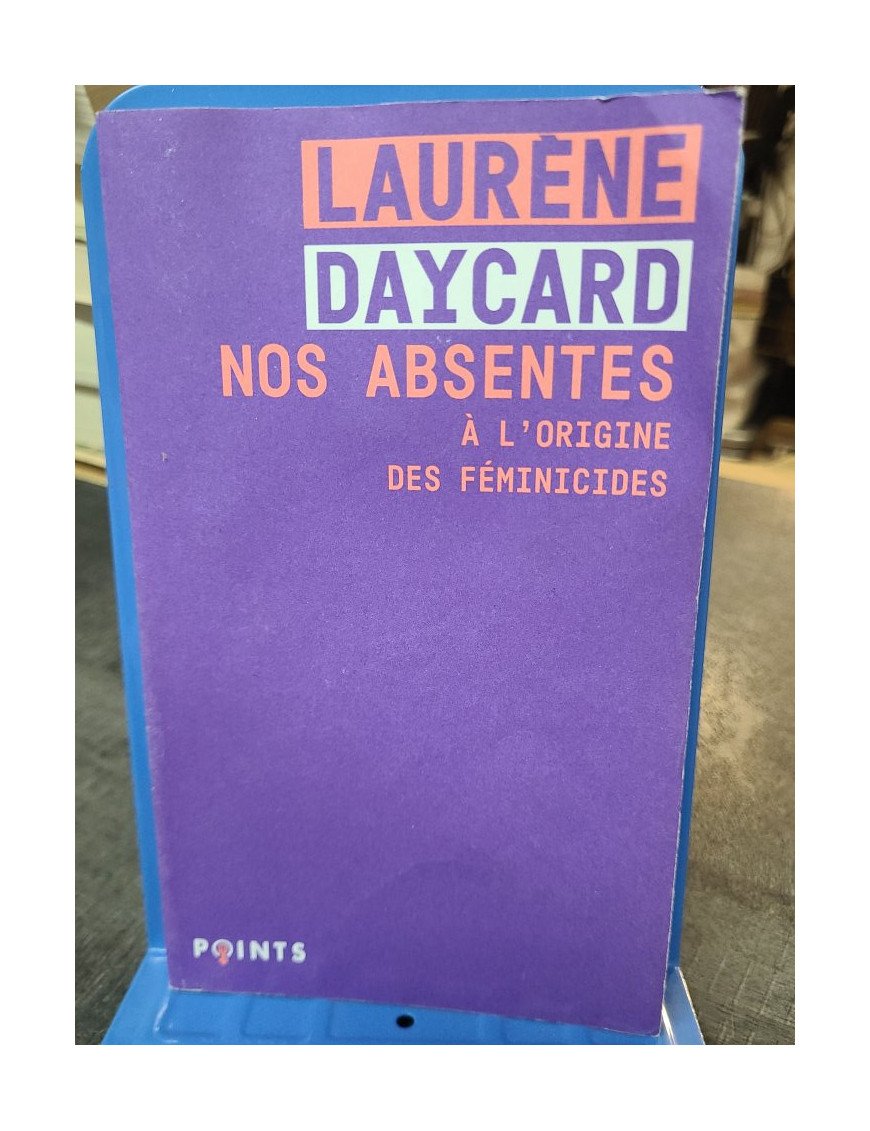 LAURÈNE
DAYCARD
NOS ABSENTES
À L'ORIGINE
DES FÉMINICIDES
POINTS